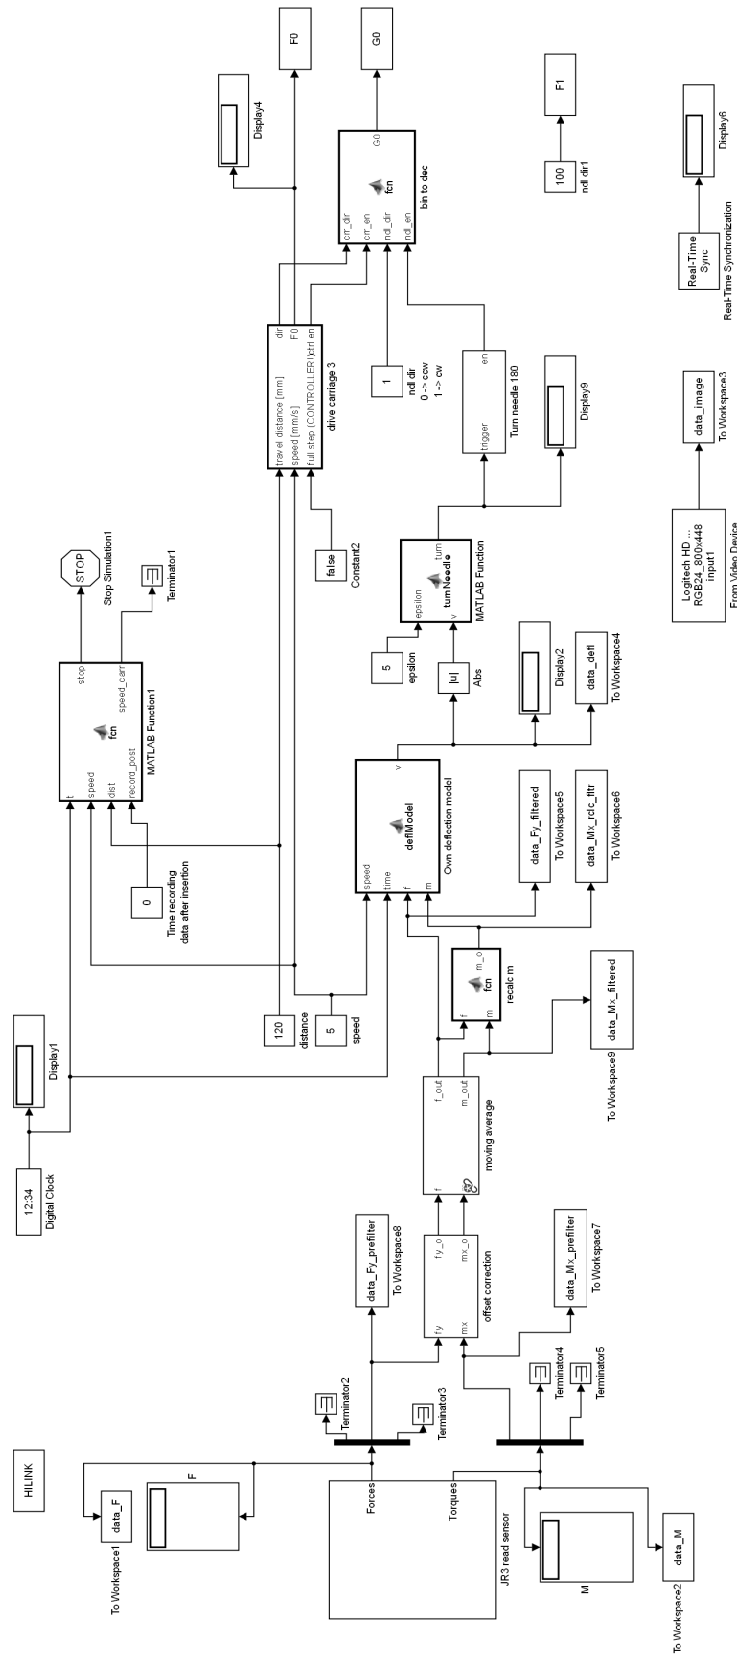 HILINK
12:34
Digital Clock
Display1
data_F
To Workspace1
F
Forces
Torques
JR3 read sensor
M
data_M
To Workspace2
Terminator2
Terminator3
Terminator4
Terminator5
data_Fy_prefilter
To Workspace8
data_Mx_prefilter
To Workspace7
fy
mx
fy_o
mx_o
offset correction
f
f_out
m_out
moving average
data_Mx_filtered
To Workspace9
f
m
fcn
m_o
recalc m
data_Fy_filtered
To Workspace5
data_Mx_rclc_fltr
To Workspace6
120
distance
5
speed
0
Time recording
data after insertion
t
speed
dist
record_post
fcn
stop
speed_carr
MATLAB Function1
STOP
Stop Simulation1
Terminator1
speed
time
f
m
deflModel
v
Own deflection model
|u|
Abs
Display2
data_defl
To Workspace4
5
epsilon
epsilon
v
turnNeedle
turn
MATLAB Function
false
Constant2
travel distance [mm]
speed [mm/s]
dir
F0
drive carriage 3
1
ndl dir
0 -> ccw
1 -> cw
trigger
en
Turn needle 180
Display9
Display4
crr_dir
crr_en
ndl_dir
ndl_en
fcn
G0
bin to dec
F0
G0
100
ndl dir1
F1
Logitech HD ...
RGB24_800x448
input1
From Video Device
data_image
To Workspace3
Real-Time
Sync
Real-Time Synchronization
Display6